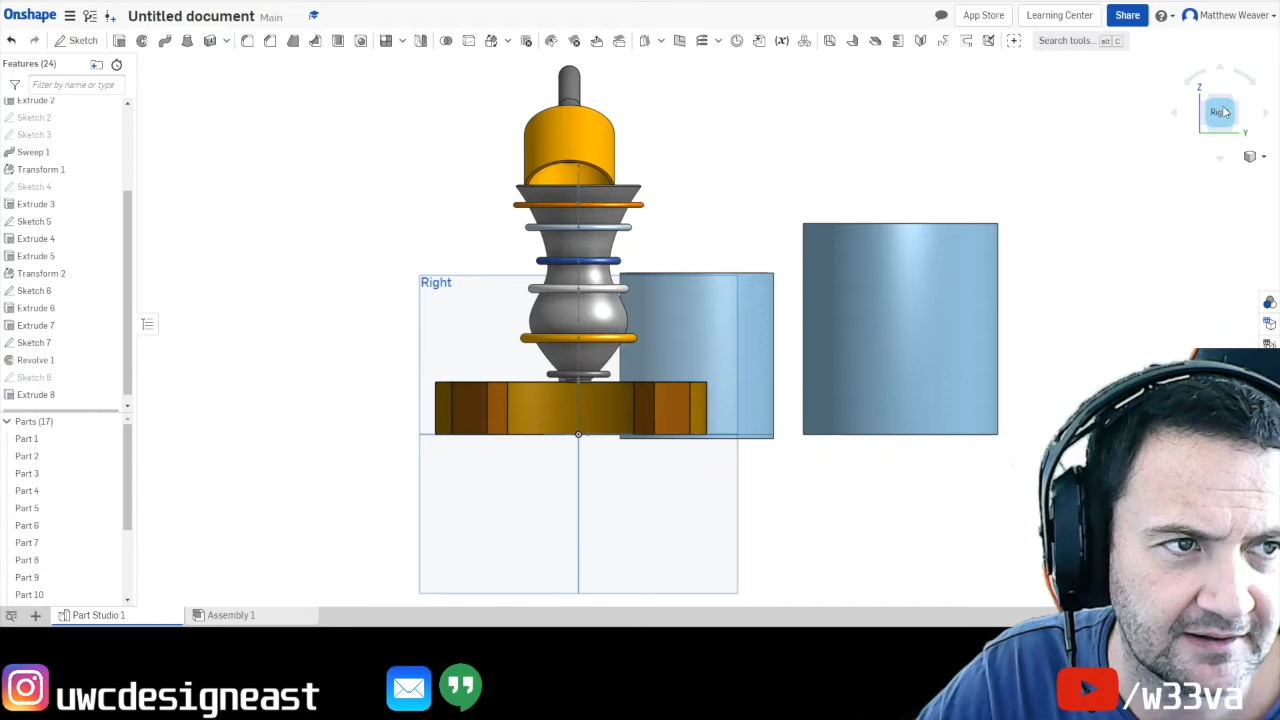 Onshape
Untitled document Main
App Store
Learning Center
Share
Matthew Weaver
Sketch
Search tools... alt C
Features (24)
Filter by name or type
Extrude 2
Sketch 2
Sketch 3
Sweep 1
Transform 1
Sketch 4
Extrude 3
Sketch 5
Extrude 4
Extrude 5
Transform 2
Sketch 6
Extrude 6
Extrude 7
Sketch 7
Revolve 1
Sketch 8
Extrude 8
Parts (17)
Part 1
Part 2
Part 3
Part 4
Part 5
Part 6
Part 7
Part 8
Part 9
Part 10
Right
Z
Y
Part Studio 1
Assembly 1
uwcdesigneast
/w33va